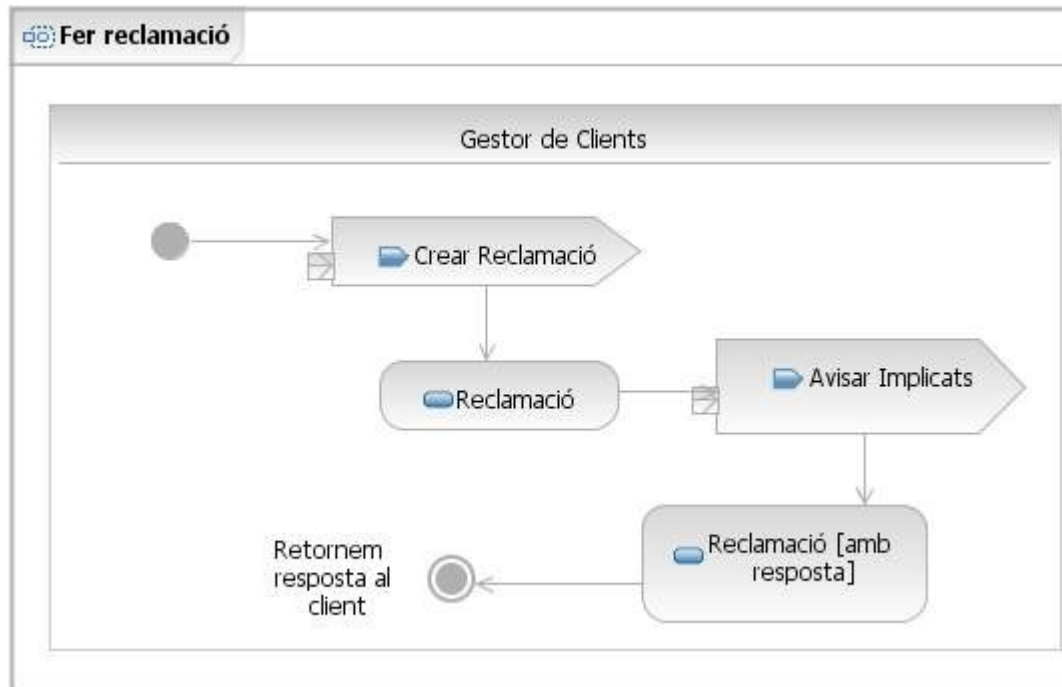 Fer reclamació
Gestor de Clients
Crear Reclamació
Reclamació
Avisar Implicats
Reclamació [amb
resposta]
Retornem
resposta al
client